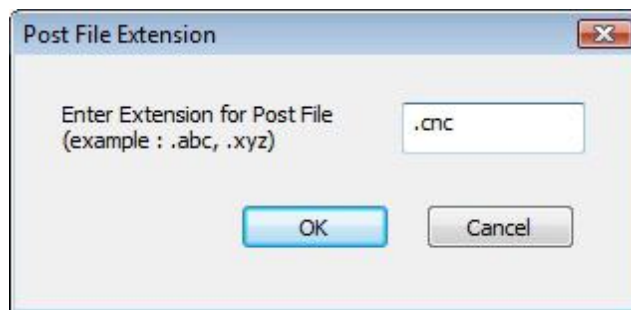 Post File Extension
Enter Extension for Post File
(example : .abc, .xyz)
.cnc
OK
Cancel